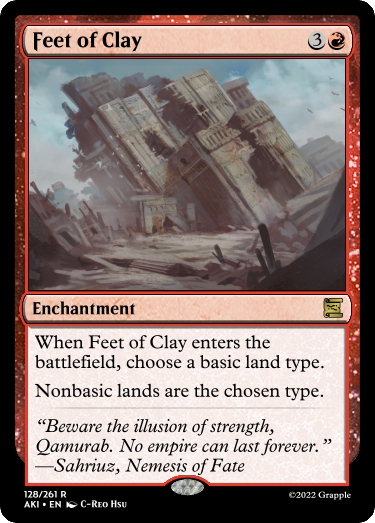 Feet of Clay 3
Enchantment
When Feet of Clay enters the
battlefield, choose a basic land type.
Nonbasic lands are the chosen type.
“Beware the illusion of strength,
Qamurab. No empire can last forever.”
—Sahriuz, Nemesis of Fate
128/261 R
AKI • EN C-Reo Hsu
©2022 Grapple